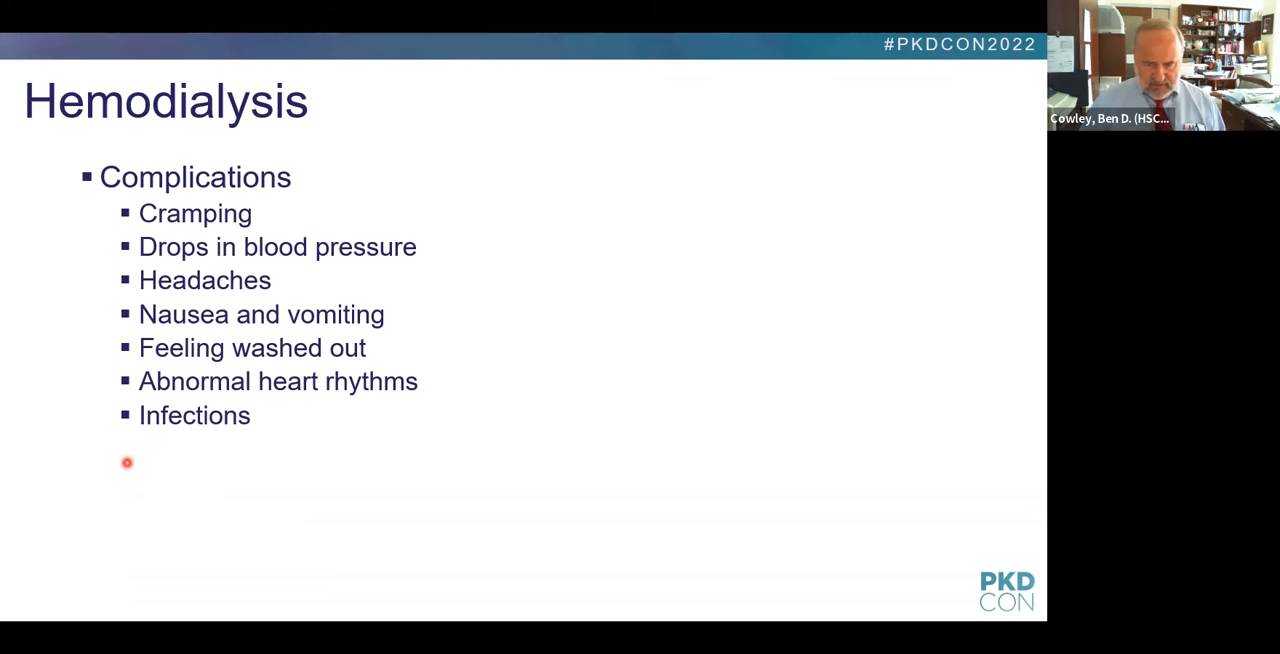 #PKDCON2022
Hemodialysis
Complications
Cramping
Drops in blood pressure
Headaches
Nausea and vomiting
Feeling washed out
Abnormal heart rhythms
Infections
Cowley, Ben D. (HSC...
PKD
CON